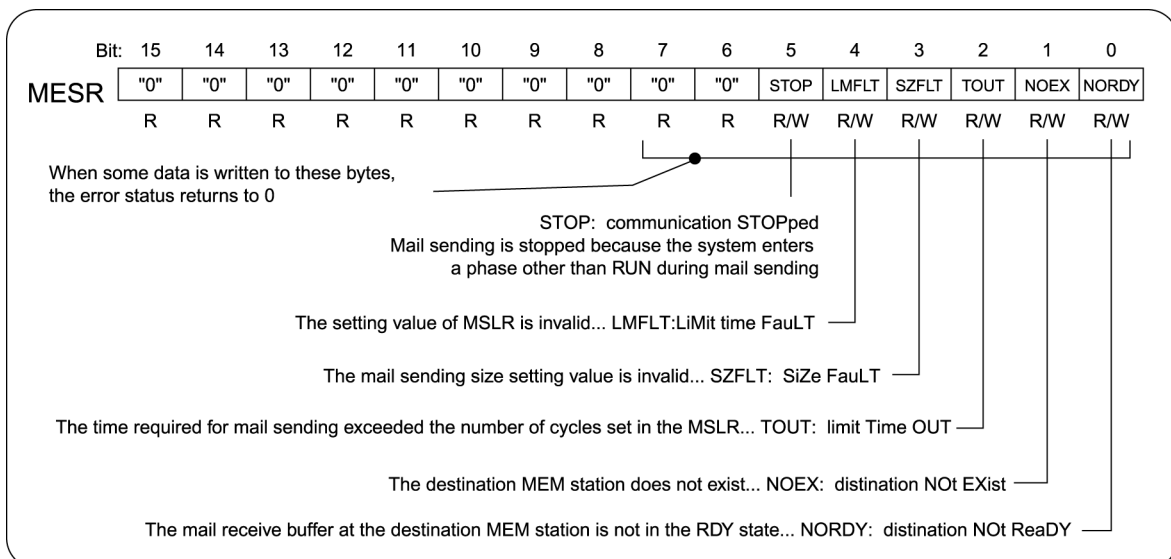 Bit: 15 14 13 12 11 10 9 8 7 6 5 4 3 2 1 0
MESR "0" "0" "0" "0" "0" "0" "0" "0" "0" "0" STOP LMFLT SZFLT TOUT NOEX NORDY
R R R R R R R R R R R/W R/W R/W R/W R/W R/W
When some data is written to these bytes,
the error status returns to 0
STOP: communication STOPped
Mail sending is stopped because the system enters
a phase other than RUN during mail sending
The setting value of MSLR is invalid... LMFLT:LiMit time FauLT
The mail sending size setting value is invalid... SZFLT: SiZe FauLT
The time required for mail sending exceeded the number of cycles set in the MSLR... TOUT: limit Time OUT
The destination MEM station does not exist... NOEX: distination NOt EXist
The mail receive buffer at the destination MEM station is not in the RDY state... NORDY: distination NOt ReaDY